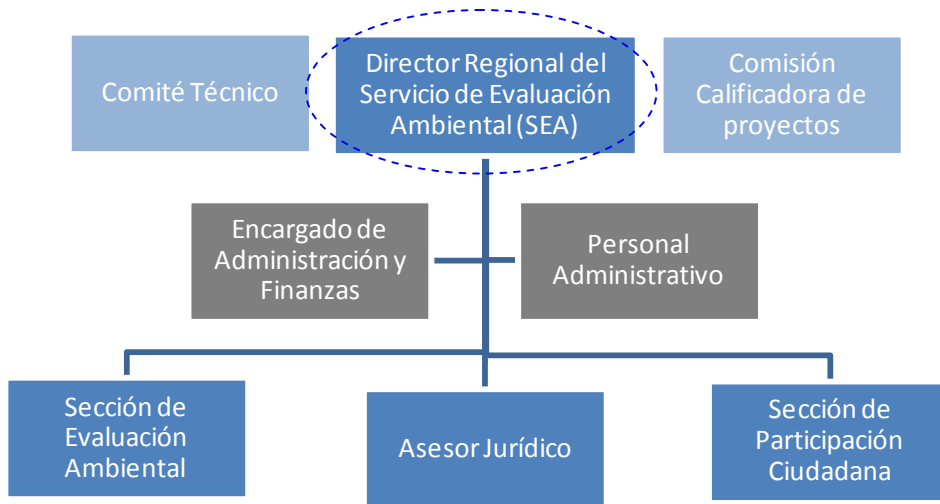 Comité Técnico
Director Regional del
Servicio de Evaluación
Ambiental (SEA)
Comisión
Calificadora de
proyectos
Encargado de
Administración y
Finanzas
Personal
Administrativo
Sección de
Evaluación
Ambiental
Asesor Jurídico
Sección de
Participación
Ciudadana